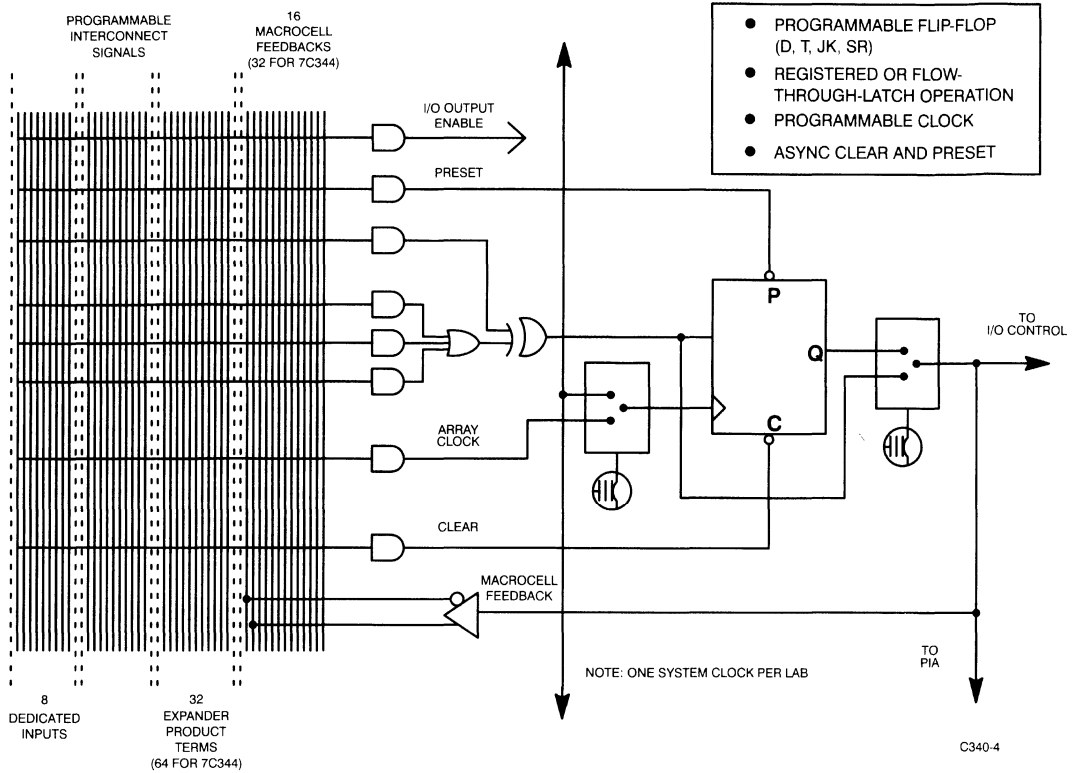 PROGRAMMABLE
INTERCONNECT
SIGNALS
16
MACROCELL
FEEDBACKS
(32 FOR 7C344)
● PROGRAMMABLE FLIP-FLOP
(D, T, JK, SR)
● REGISTERED OR FLOW-
THROUGH-LATCH OPERATION
● PROGRAMMABLE CLOCK
● ASYNC CLEAR AND PRESET
I/O OUTPUT
ENABLE
PRESET
P
Q
C
TO
I/O CONTROL
ARRAY
CLOCK
CLEAR
MACROCELL
FEEDBACK
NOTE: ONE SYSTEM CLOCK PER LAB
TO
PIA
8
DEDICATED
INPUTS
32
EXPANDER
PRODUCT
TERMS
(64 FOR 7C344)
C340-4